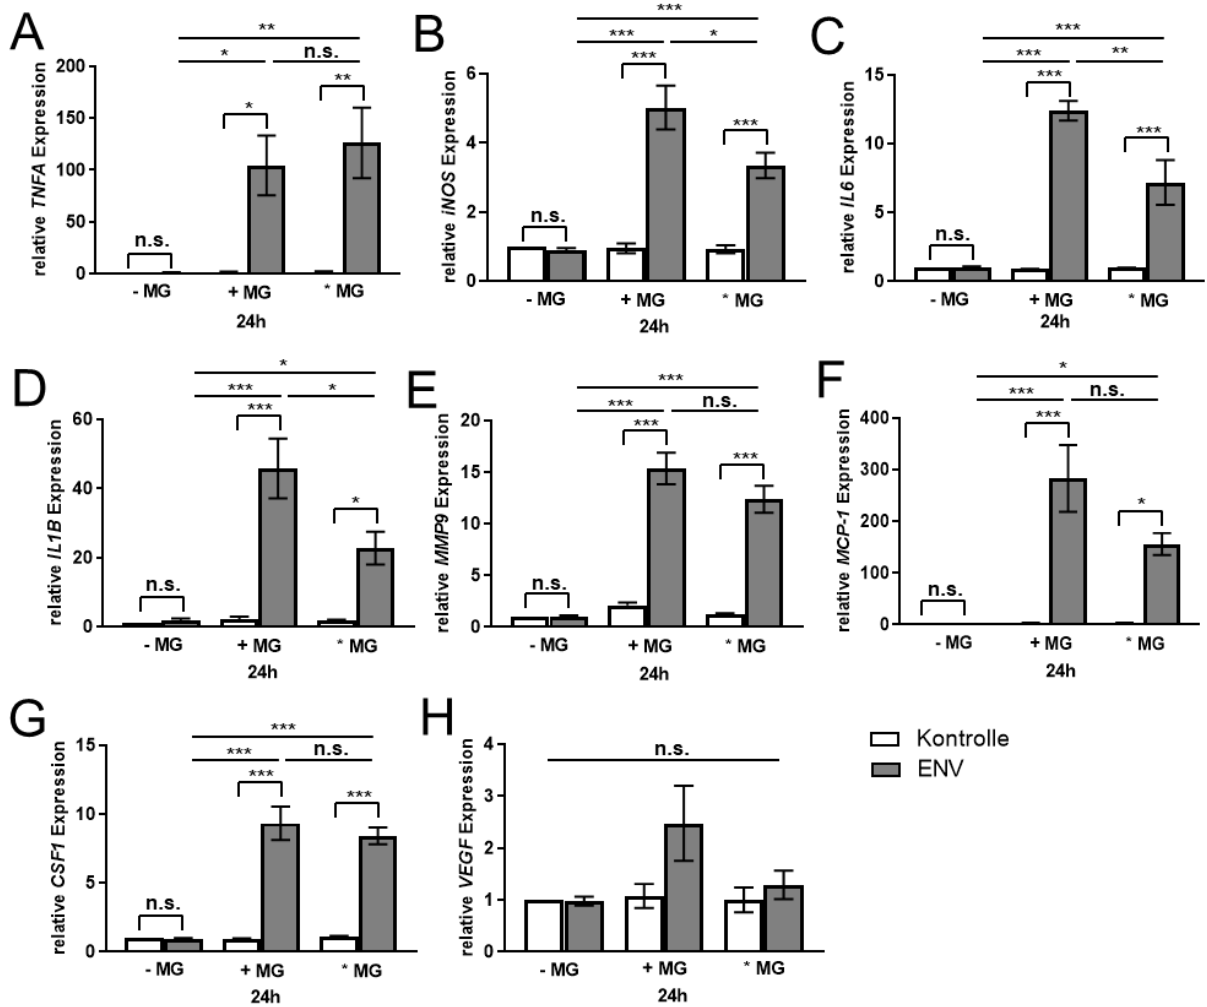 A
**
* n.s.
relative TNFA Expression
200
150
100
50
0
n.s.
*
**
- MG + MG * MG
24h
B
***
*** *
relative iNOS Expression
6
4
2
0
n.s.
***
***
- MG + MG * MG
24h
C
***
*** **
relative IL6 Expression
15
10
5
0
n.s.
***
***
- MG + MG * MG
24h
D
*
*** *
relative IL1B Expression
60
40
20
0
n.s.
***
*
- MG + MG * MG
24h
E
***
*** n.s.
relative MMP9 Expression
20
15
10
5
0
n.s.
***
***
- MG + MG * MG
24h
F
*
*** n.s.
relative MCP-1 Expression
400
300
200
100
0
n.s.
***
*
- MG + MG * MG
24h
G
***
*** n.s.
relative CSF1 Expression
15
10
5
0
n.s.
***
***
- MG + MG * MG
24h
H
n.s.
relative VEGF Expression
4
3
2
1
0
- MG + MG * MG
24h
Kontrolle
ENV